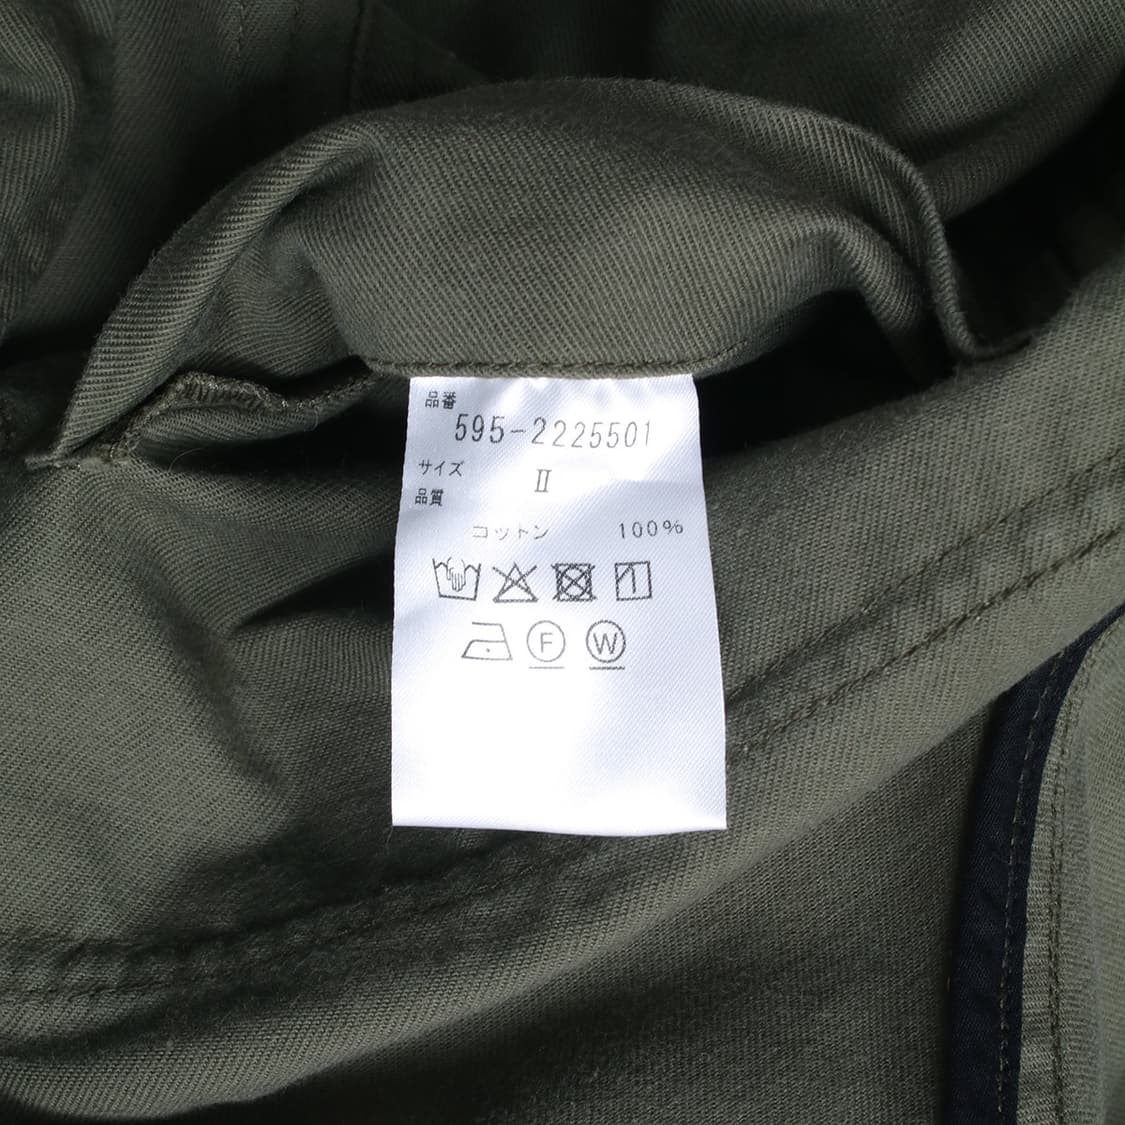 品番
595-2225501
サイズ II
品質
コットン 100%
F W